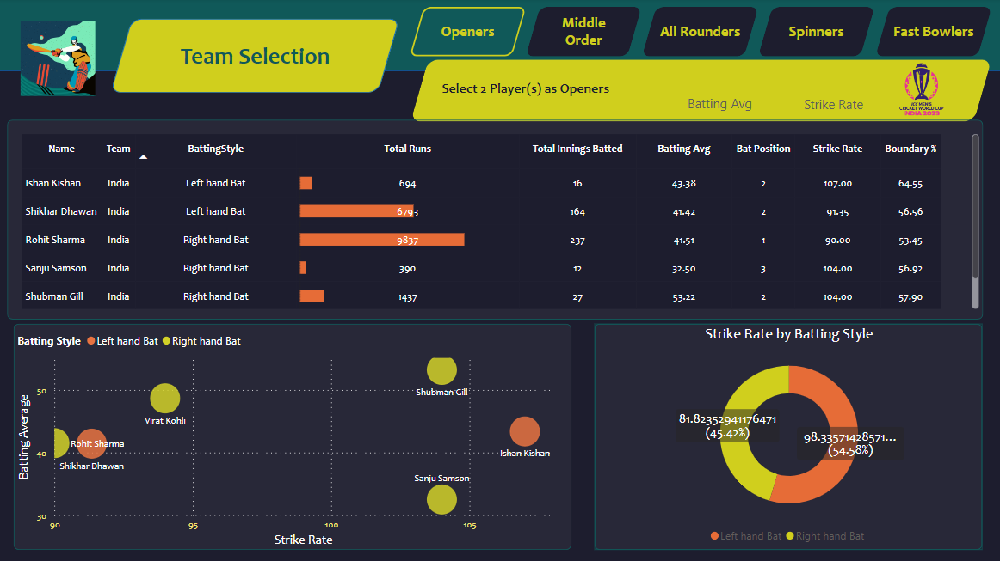 Team Selection
Openers
Middle
Order
All Rounders
Spinners
Fast Bowlers
Select 2 Player(s) as Openers
Batting Avg
Strike Rate
ICC MEN'S
CRICKET WORLD CUP
INDIA 2023
Name Team BattingStyle Total Runs Total Innings Batted Batting Avg Bat Position Strike Rate Boundary %
Ishan Kishan India Left hand Bat 694 16 43.38 2 107.00 64.55
Shikhar Dhawan India Left hand Bat 6793 164 41.42 2 91.35 56.56
Rohit Sharma India Right hand Bat 9837 237 41.51 1 90.00 53.45
Sanju Samson India Right hand Bat 390 12 32.50 3 104.00 56.92
Shubman Gill India Right hand Bat 1437 27 53.22 2 104.00 57.90
Batting Style Left hand Bat Right hand Bat
Batting Average
50
40
30
Shubman Gill
Virat Kohli
Rohit Sharma
Shikhar Dhawan
Ishan Kishan
Sanju Samson
90 95 100 105
Strike Rate
Strike Rate by Batting Style
81.82352941176471
(45.42%)
98.33571428571...
(54.58%)
Left hand Bat Right hand Bat